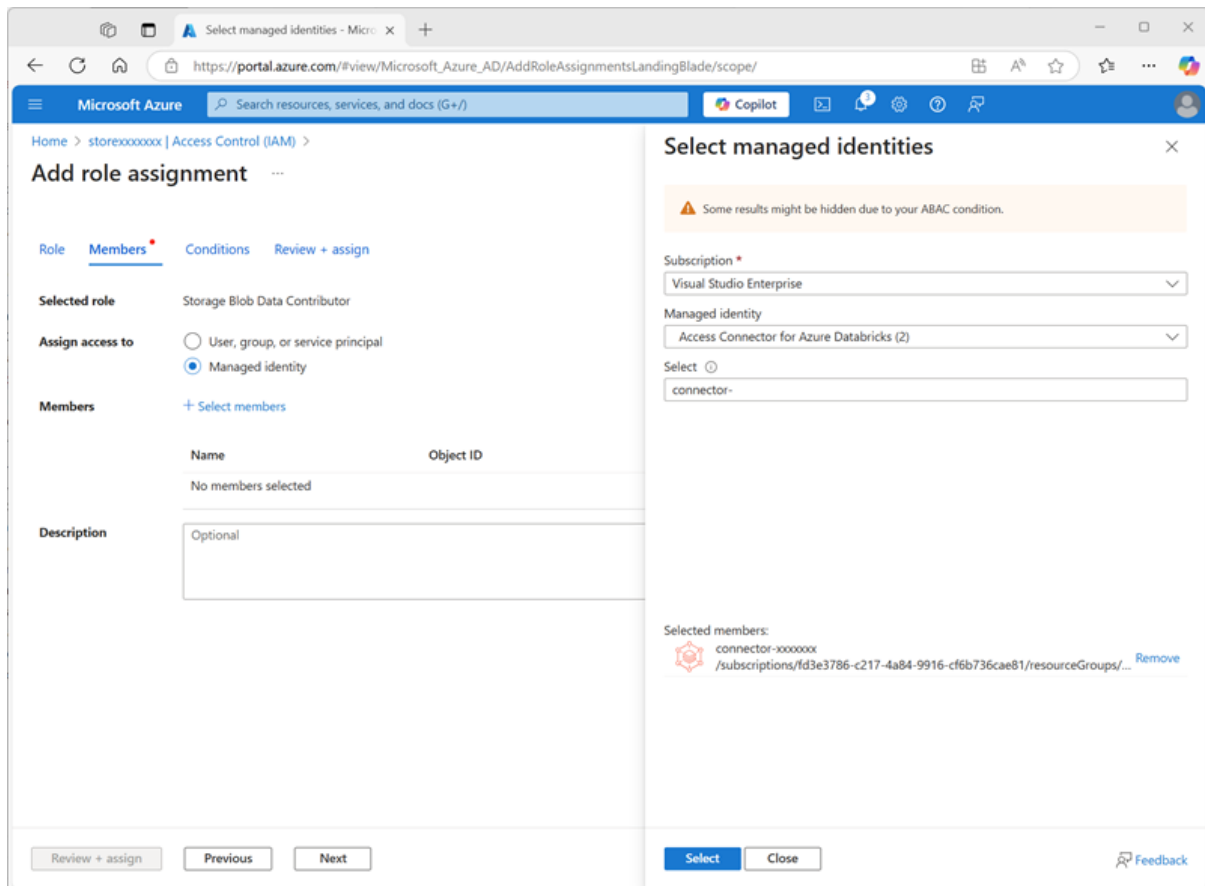 Select managed identities - Micro
https://portal.azure.com/#view/Microsoft_Azure_AD/AddRoleAssignmentsLandingBlade/scope/
Microsoft Azure
Search resources, services, and docs (G+/)
Copilot
3
Home > storexxxxxxx | Access Control (IAM) >
Add role assignment ...
Role
Members
Conditions
Review + assign
Selected role
Storage Blob Data Contributor
Assign access to
User, group, or service principal
Managed identity
Members
+ Select members
Name
Object ID
No members selected
Description
Optional
Review + assign
Previous
Next
Select managed identities
Some results might be hidden due to your ABAC condition.
Subscription *
Visual Studio Enterprise
Managed identity
Access Connector for Azure Databricks (2)
Select
connector-
Selected members:
connector-xxxxxxx
/subscriptions/fd3e3786-c217-4a84-9916-cf6b736cae81/resourceGroups/...
Remove
Select
Close
Feedback